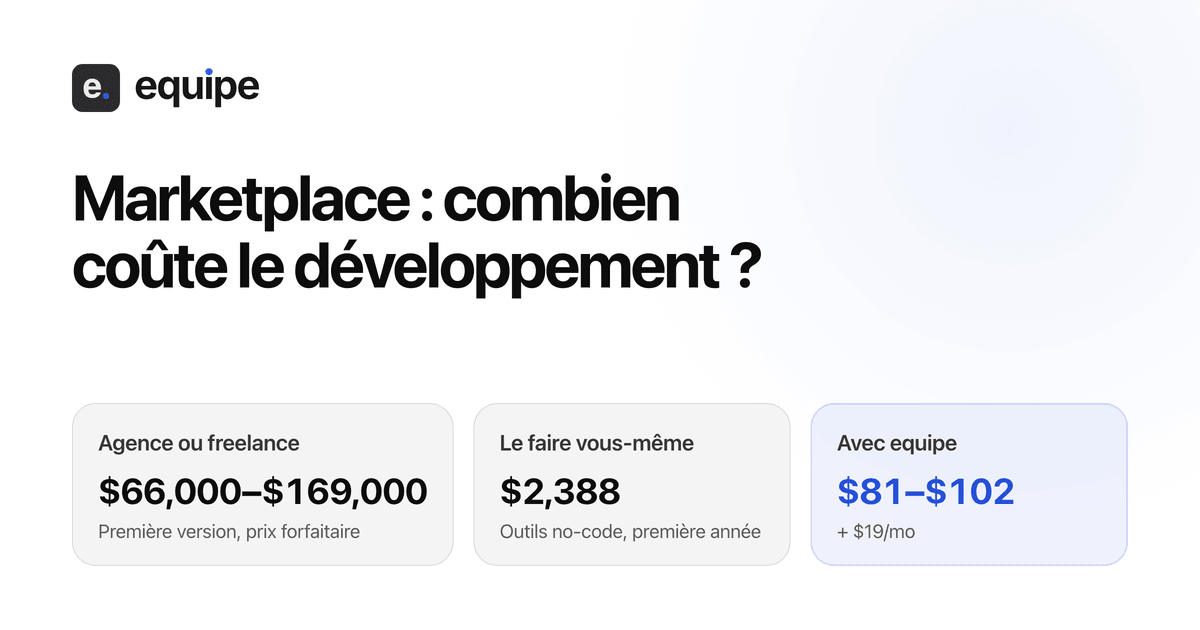 e.
equipe
Marketplace : combien
coûte le développement ?
Agence ou freelance
$66,000–$169,000
Première version, prix forfaitaire
Le faire vous-même
$2,388
Outils no-code, première année
Avec equipe
$81–$102
+ $19/mo